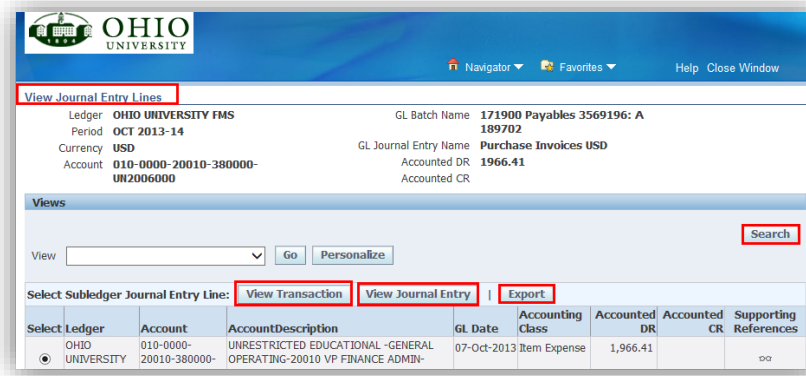 OHIO
UNIVERSITY
1804
Navigator Favorites Help Close Window
View Journal Entry Lines
Ledger OHIO UNIVERSITY FMS GL Batch Name 171900 Payables 3569196: A
Period OCT 2013-14 189702
Currency USD GL Journal Entry Name Purchase Invoices USD
Account 010-0000-20010-380000- Accounted DR 1966.41
UN2006000 Accounted CR
Views
Search
View Go Personalize
Select Subledger Journal Entry Line: View Transaction View Journal Entry | Export
Accounting Accounted Accounted Supporting
Select Ledger Account AccountDescription GL Date Class DR CR References
OHIO 010-0000- UNRESTRICTED EDUCATIONAL -GENERAL 07-Oct-2013 Item Expense 1,966.41
UNIVERSITY 20010-380000- OPERATING-20010 VP FINANCE ADMIN-